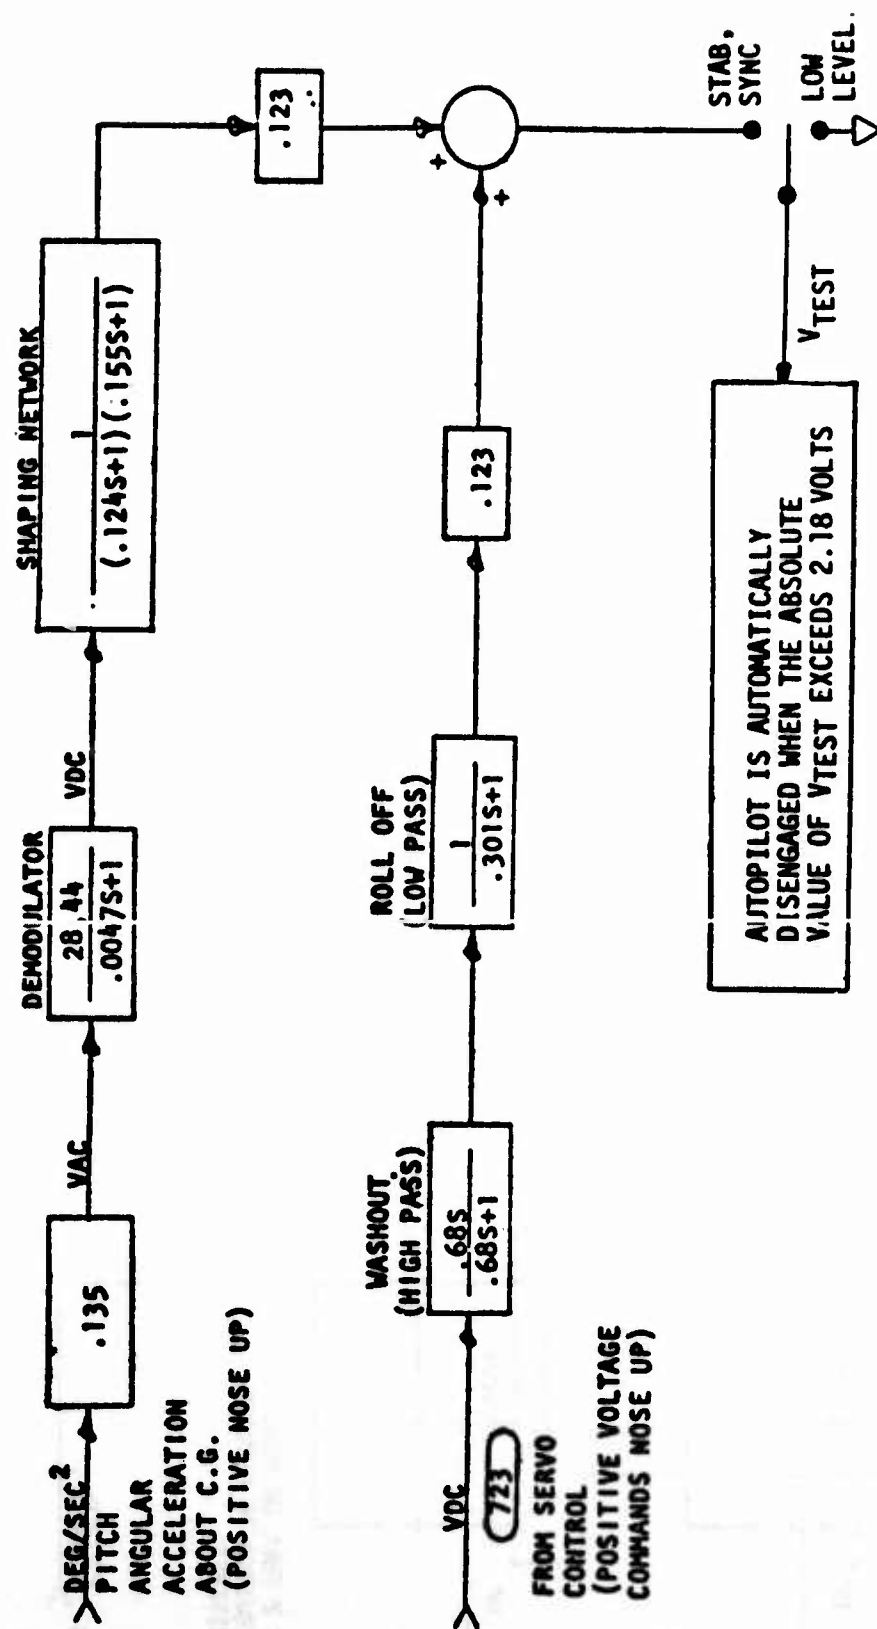 DEG/SEC2
PITCH
ANGULAR
ACCELERATION
ABOUT C.G.
(POSITIVE NOSE UP)
.135
VAC
DEMODULATOR
28.44
.0047S+1
VDC
SHAPING NETWORK
1
(.124S+1)(.155S+1)
.123
+
VDC
723
FROM SERVO
CONTROL
(POSITIVE VOLTAGE
COMMANDS NOSE UP)
WASHOUT
(HIGH PASS)
.68S
.68S+1
ROLL OFF
(LOW PASS)
1
.301S+1
.123
+
STAB,
SYNC
LOW
LEVEL
VTEST
AUTOPILOT IS AUTOMATICALLY
DISENGAGED WHEN THE ABSOLUTE
VALUE OF VTEST EXCEEDS 2.18 VOLTS